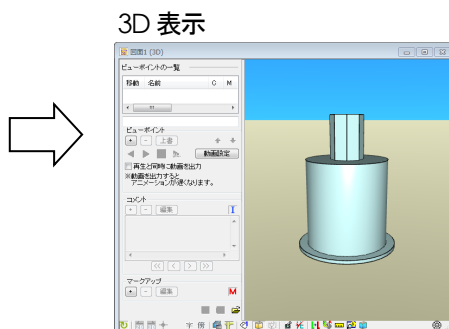 3D 表示
図面1 {3D}
ビューポイントの一覧
移動 名前 C M
ビューポイント
+ - 上書
動画設定
再生と同時に動画を出力
※動画を出力すると
アニメーションが遅くなります。
コメント
+ - 編集 I
<< < > >>
マークアップ
+ - 編集 M